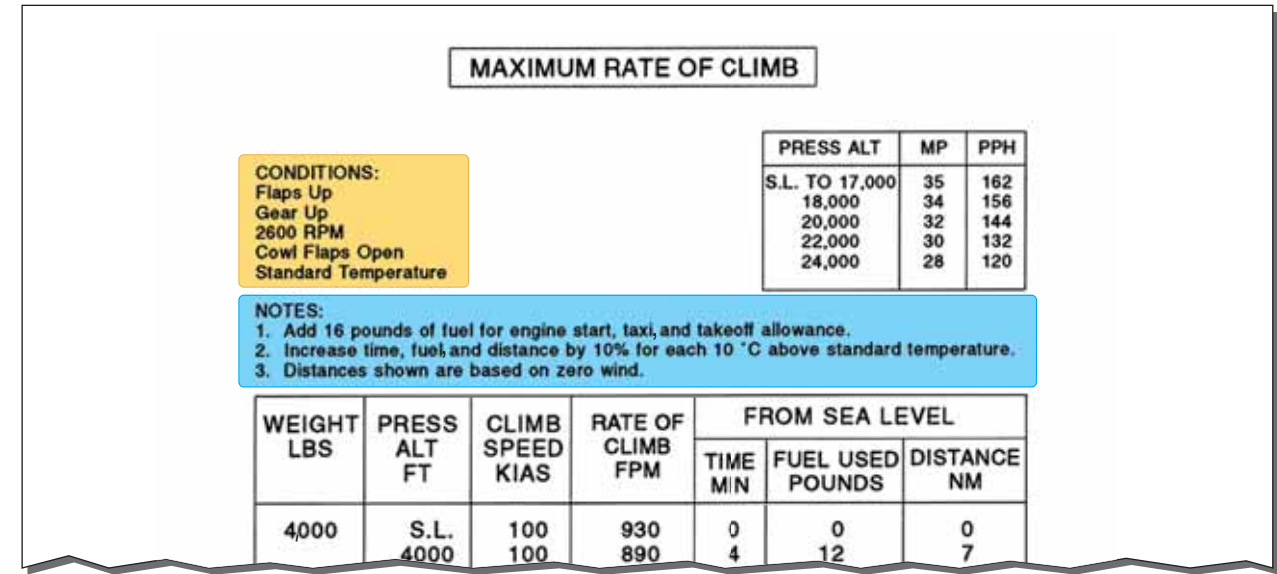 MAXIMUM RATE OF CLIMB
PRESS ALT MP PPH
S.L. TO 17,000 35 162
18,000 34 156
20,000 32 144
22,000 30 132
24,000 28 120
CONDITIONS:
Flaps Up
Gear Up
2600 RPM
Cowl Flaps Open
Standard Temperature
NOTES:
1. Add 16 pounds of fuel for engine start, taxi, and takeoff allowance.
2. Increase time, fuel, and distance by 10% for each 10 °C above standard temperature.
3. Distances shown are based on zero wind.
WEIGHT LBS
PRESS ALT FT
CLIMB SPEED KIAS
RATE OF CLIMB FPM
FROM SEA LEVEL
TIME MIN
FUEL USED POUNDS
DISTANCE NM
4,000 S.L. 100 930 0 0 0
4000 100 890 4 12 7